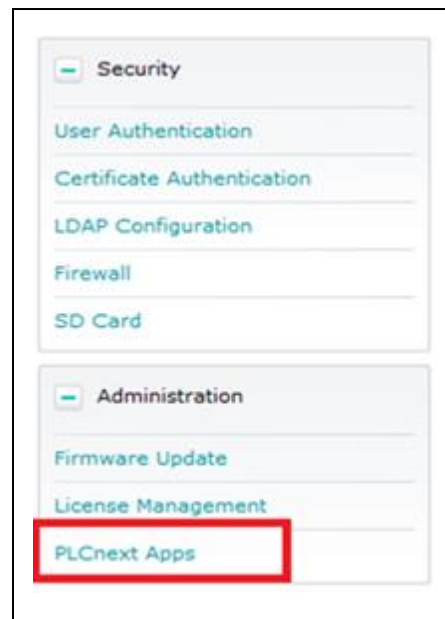 Security
User Authentication
Certificate Authentication
LDAP Configuration
Firewall
SD Card
Administration
Firmware Update
License Management
PLCnext Apps